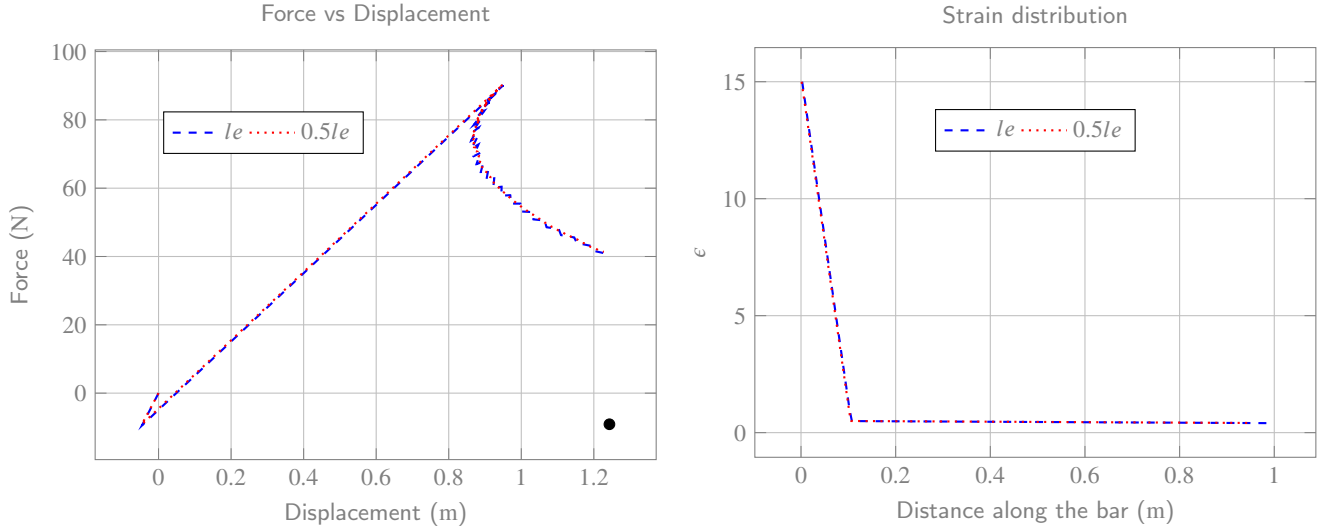 Force vs Displacement
100
80
60
40
20
0
Force (N)
le 0.5le
0 0.2 0.4 0.6 0.8 1 1.2
Displacement (m)
Strain distribution
15
10
5
0
ϵ
le 0.5le
0 0.2 0.4 0.6 0.8 1
Distance along the bar (m)